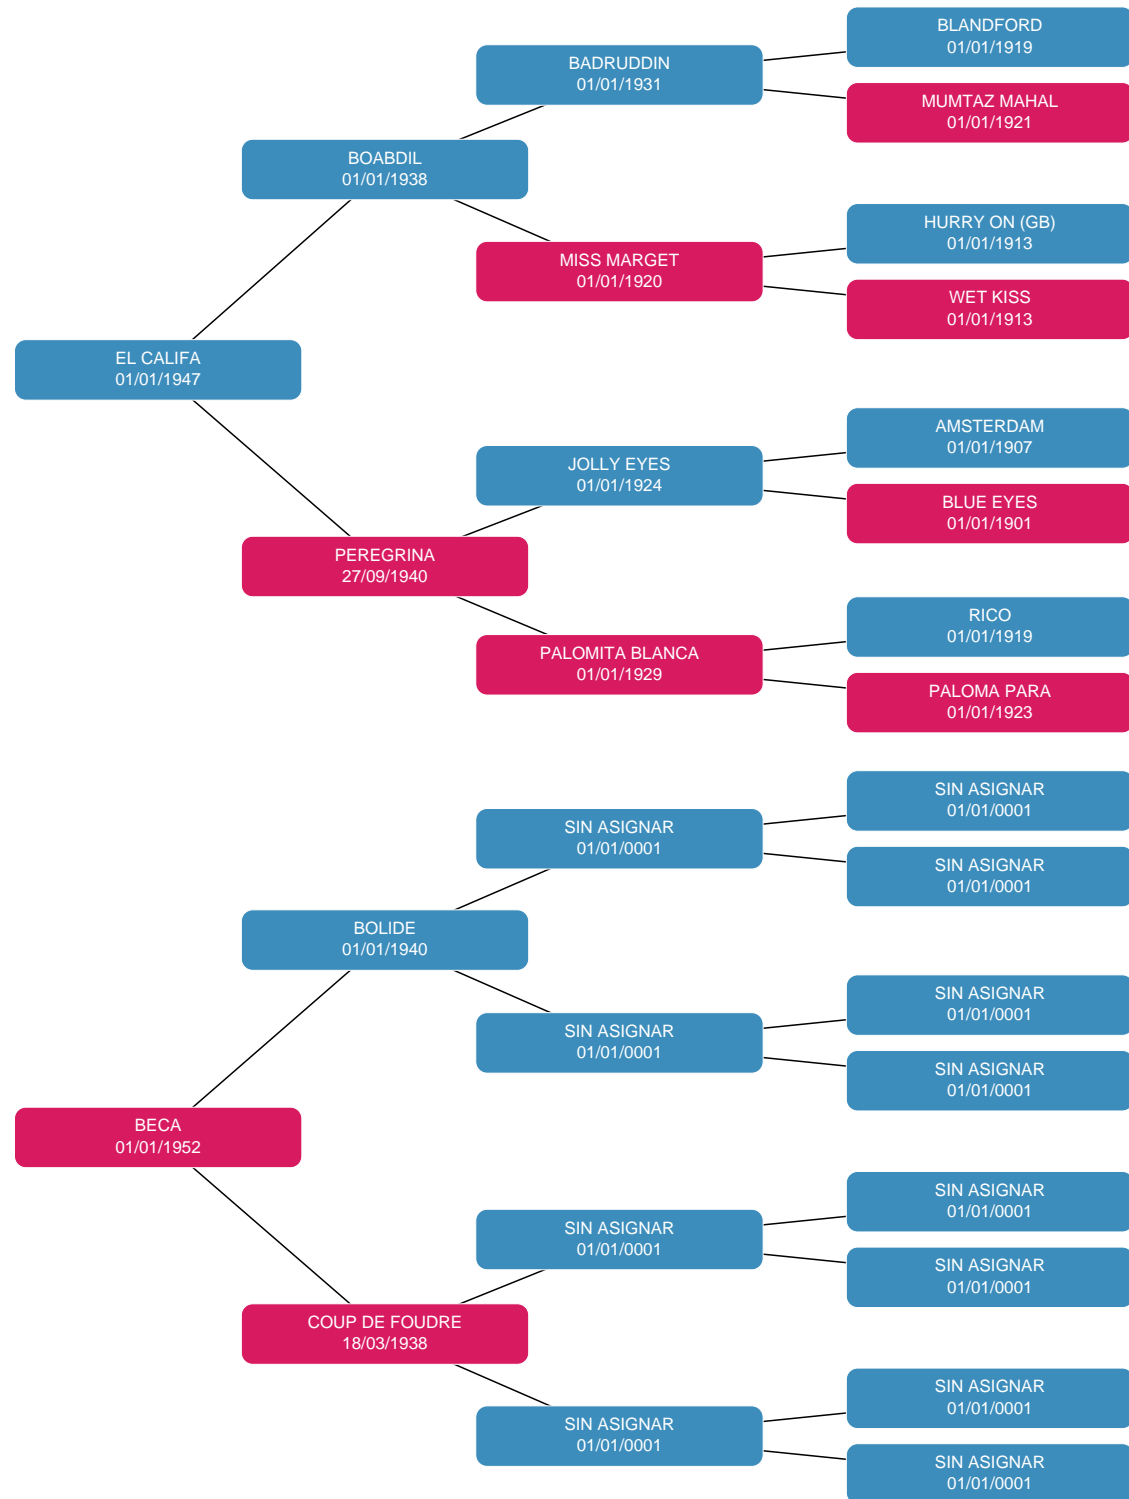 BLANDFORD
01/01/1919
BADRUDDIN
01/01/1931
MUMTAZ MAHAL
01/01/1921
BOABDIL
01/01/1938
HURRY ON (GB)
01/01/1913
MISS MARGET
01/01/1920
WET KISS
01/01/1913
EL CALIFA
01/01/1947
AMSTERDAM
01/01/1907
JOLLY EYES
01/01/1924
BLUE EYES
01/01/1901
PEREGRINA
27/09/1940
RICO
01/01/1919
PALOMITA BLANCA
01/01/1929
PALOMA PARA
01/01/1923
SIN ASIGNAR
01/01/0001
SIN ASIGNAR
01/01/0001
SIN ASIGNAR
01/01/0001
BOLIDE
01/01/1940
SIN ASIGNAR
01/01/0001
SIN ASIGNAR
01/01/0001
SIN ASIGNAR
01/01/0001
BECA
01/01/1952
SIN ASIGNAR
01/01/0001
SIN ASIGNAR
01/01/0001
SIN ASIGNAR
01/01/0001
COUP DE FOUDRE
18/03/1938
SIN ASIGNAR
01/01/0001
SIN ASIGNAR
01/01/0001
SIN ASIGNAR
01/01/0001